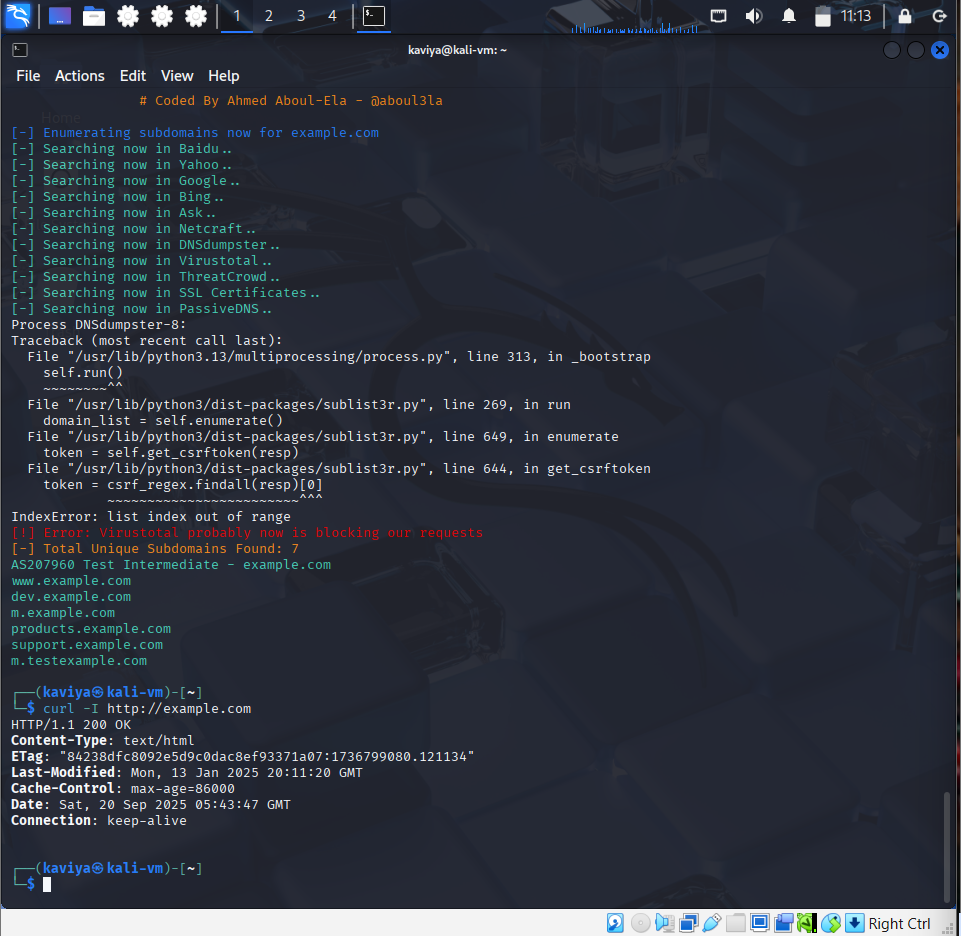 1 2 3 4 11:13
kaviya@kali-vm: ~
File Actions Edit View Help
# Coded By Ahmed Aboul-Ela - @aboul3la
Home
[-] Enumerating subdomains now for example.com
[-] Searching now in Baidu..
[-] Searching now in Yahoo..
[-] Searching now in Google..
[-] Searching now in Bing..
[-] Searching now in Ask..
[-] Searching now in Netcraft..
[-] Searching now in DNSdumpster..
[-] Searching now in Virustotal..
[-] Searching now in ThreatCrowd..
[-] Searching now in SSL Certificates..
[-] Searching now in PassiveDNS..
Process DNSdumpster-8:
Traceback (most recent call last):
  File "/usr/lib/python3.13/multiprocessing/process.py", line 313, in _bootstrap
    self.run()
    ~~~~~~~~^^
  File "/usr/lib/python3/dist-packages/sublist3r.py", line 269, in run
    domain_list = self.enumerate()
  File "/usr/lib/python3/dist-packages/sublist3r.py", line 649, in enumerate
    token = self.get_csrftoken(resp)
  File "/usr/lib/python3/dist-packages/sublist3r.py", line 644, in get_csrftoken
    token = csrf_regex.findall(resp)[0]
            ~~~~~~~~~~~~~~~~~~~~~~~~^^^
IndexError: list index out of range
[!] Error: Virustotal probably now is blocking our requests
[-] Total Unique Subdomains Found: 7
AS207960 Test Intermediate - example.com
www.example.com
dev.example.com
m.example.com
products.example.com
support.example.com
m.testexample.com
┌──(kaviya㉿kali-vm)-[~]
└─$ curl -I http://example.com
HTTP/1.1 200 OK
Content-Type: text/html
ETag: "84238dfc8092e5d9c0dac8ef93371a07:1736799080.121134"
Last-Modified: Mon, 13 Jan 2025 20:11:20 GMT
Cache-Control: max-age=86000
Date: Sat, 20 Sep 2025 05:43:47 GMT
Connection: keep-alive
┌──(kaviya㉿kali-vm)-[~]
└─$
Right Ctrl